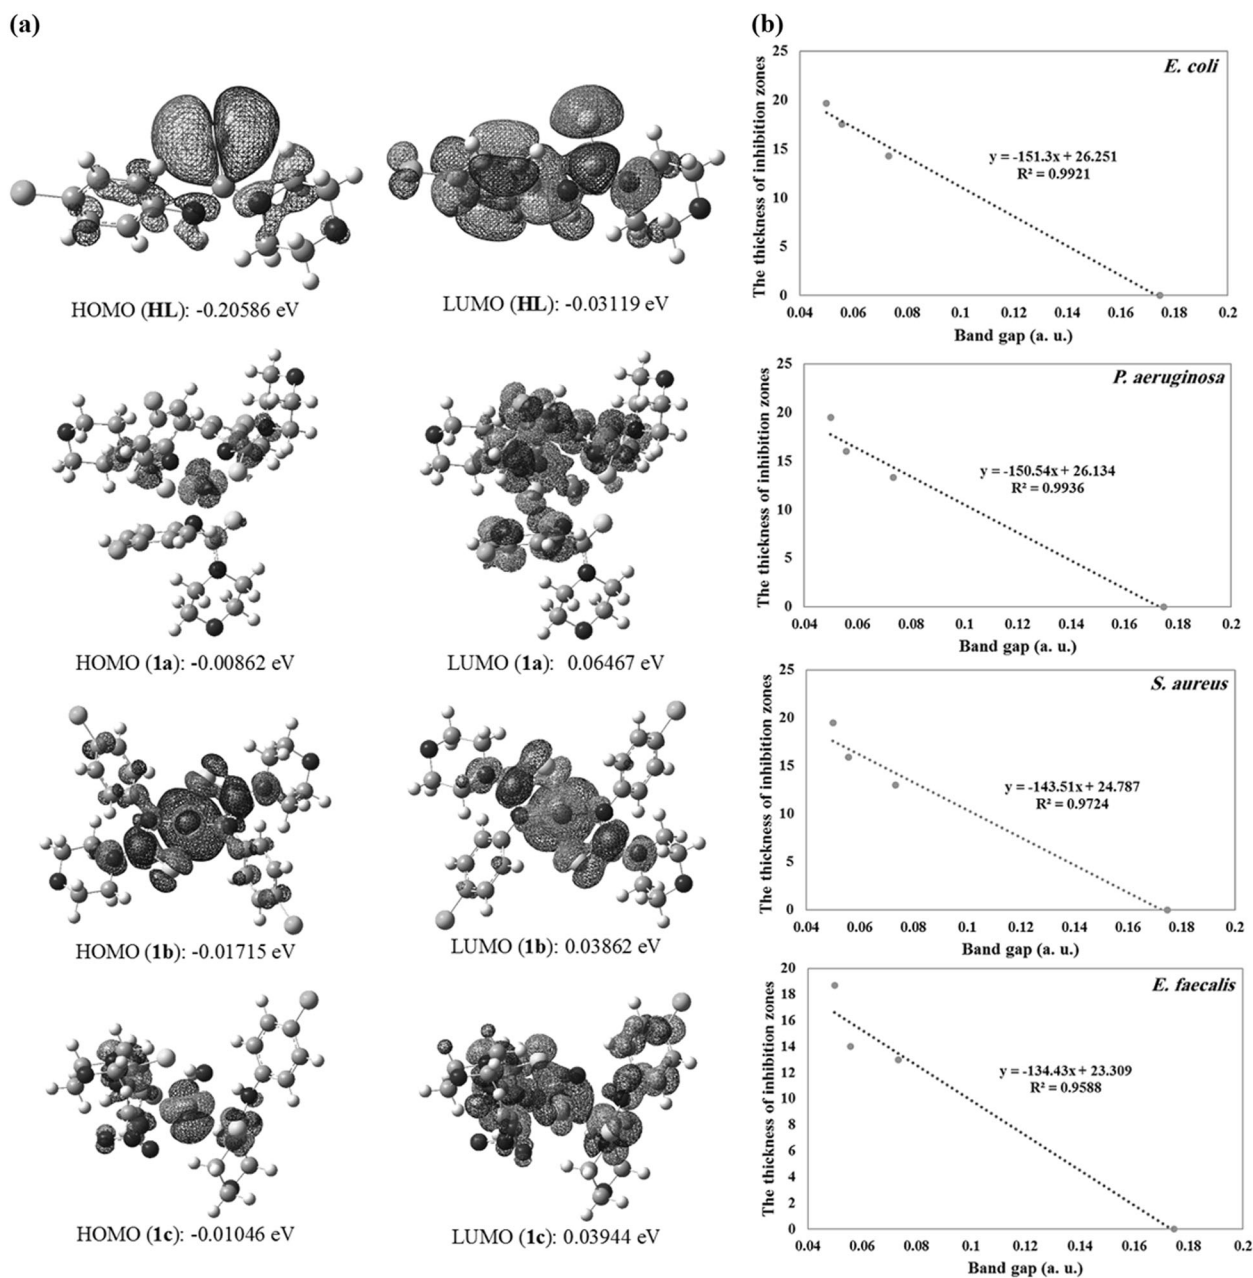 (a)
HOMO (HL): -0.20586 eV
LUMO (HL): -0.03119 eV
HOMO (1a): -0.00862 eV
LUMO (1a): 0.06467 eV
HOMO (1b): -0.01715 eV
LUMO (1b): 0.03862 eV
HOMO (1c): -0.01046 eV
LUMO (1c): 0.03944 eV
(b)
E. coli
The thickness of inhibition zones
25
20
15
10
5
0
y = -151.3x + 26.251
R² = 0.9921
0.04 0.06 0.08 0.1 0.12 0.14 0.16 0.18 0.2
Band gap (a. u.)
P. aeruginosa
The thickness of inhibition zones
25
20
15
10
5
0
y = -150.54x + 26.134
R² = 0.9936
0.04 0.06 0.08 0.1 0.12 0.14 0.16 0.18 0.2
Band gap (a. u.)
S. aureus
The thickness of inhibition zones
25
20
15
10
5
0
y = -143.51x + 24.787
R² = 0.9724
0.04 0.06 0.08 0.1 0.12 0.14 0.16 0.18 0.2
Band gap (a. u.)
E. faecalis
The thickness of inhibition zones
20
18
16
14
12
10
8
6
4
2
0
y = -134.43x + 23.309
R² = 0.9588
0.04 0.06 0.08 0.1 0.12 0.14 0.16 0.18 0.2
Band gap (a. u.)